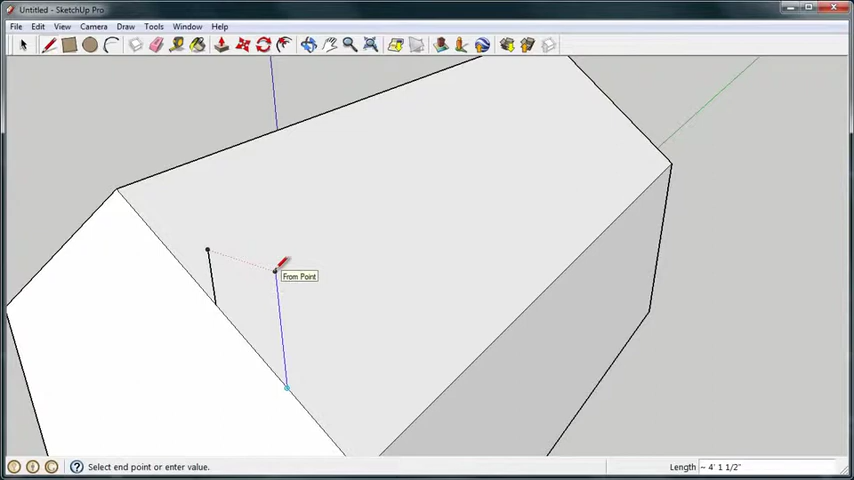 Untitled - SketchUp Pro
File Edit View Camera Draw Tools Window Help
From Point
Select end point or enter value.
Length ~ 4' 1 1/2"